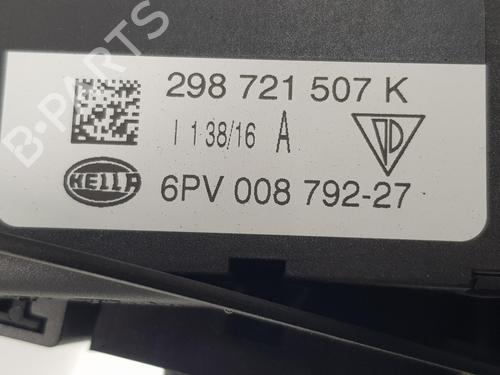 B-PARTS
298 721 507 K
I 1 38/16 A
HELLA
6PV 008 792-27